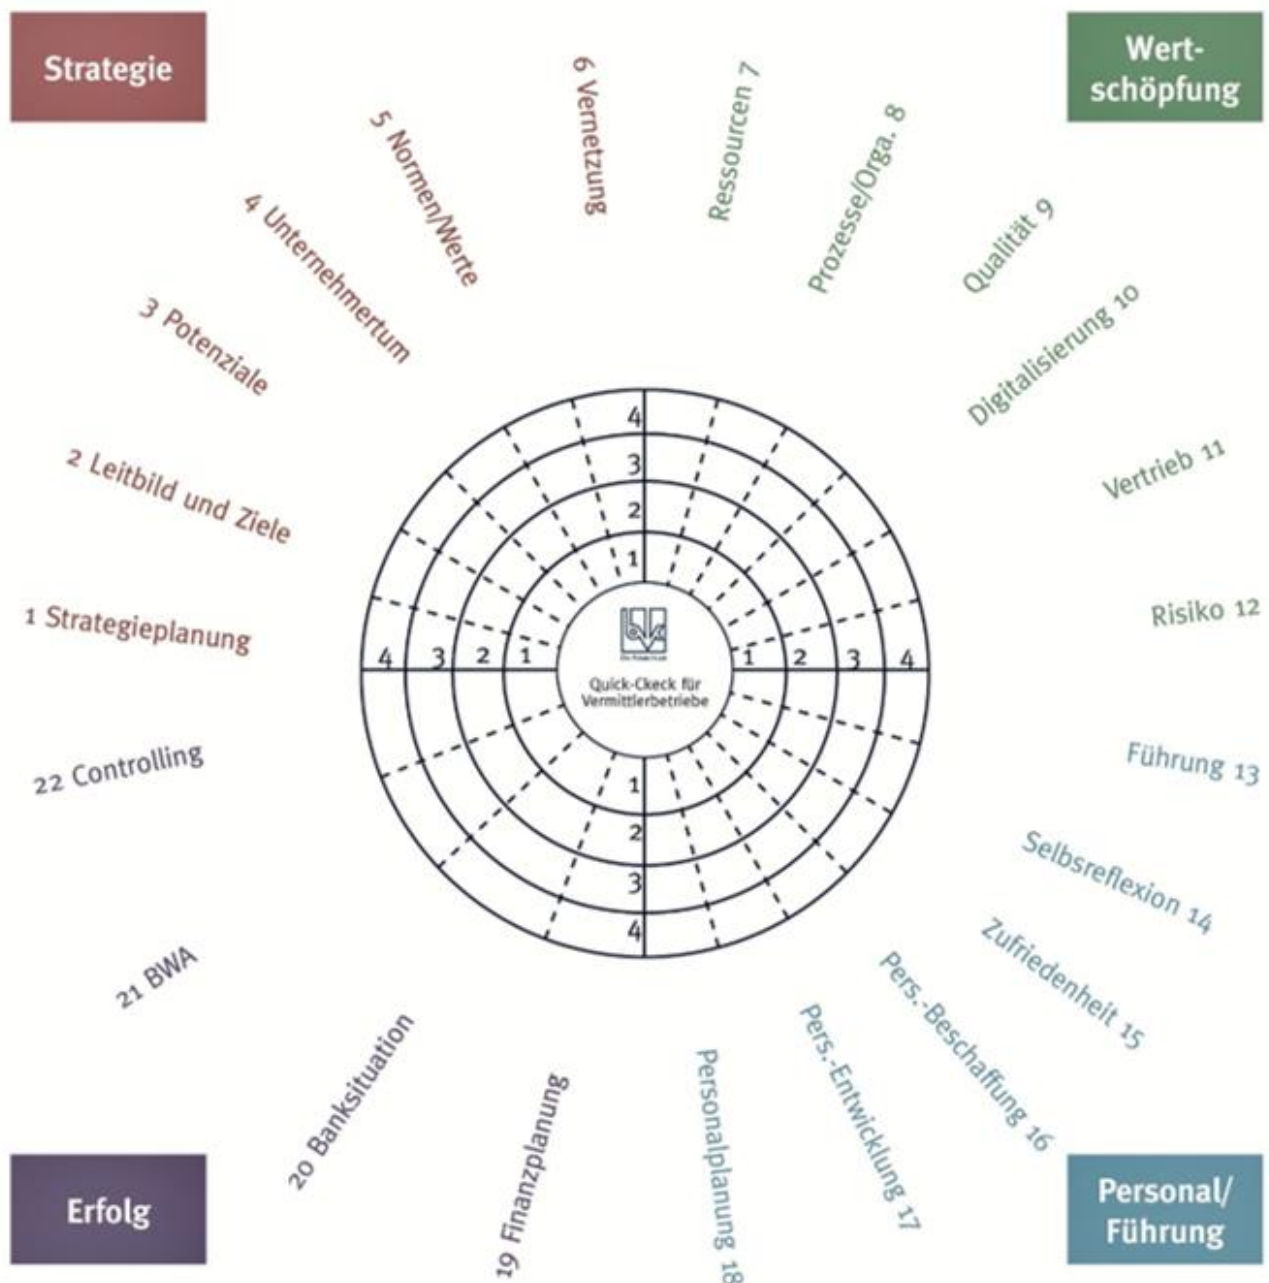 Strategie
Wert-
schöpfung
1 Strategieplanung
2 Leitbild und Ziele
3 Potenziale
4 Unternehmertum
5 Normen/Werte
6 Vernetzung
Ressourcen 7
Prozesse/Orga. 8
Qualität 9
Digitalisierung 10
Vertrieb 11
Risiko 12
4
3
2
1
4 3 2 1
1 2 3 4
bvk
Quick-Ckeck für
Vermittlerbetriebe
1
2
3
4
Führung 13
Selbsreflexion 14
Zufriedenheit 15
Pers.-Beschaffung 16
Pers.-Entwicklung 17
Personalplanung 18
19 Finanzplanung
20 Banksituation
21 BWA
22 Controlling
Erfolg
Personal/
Führung